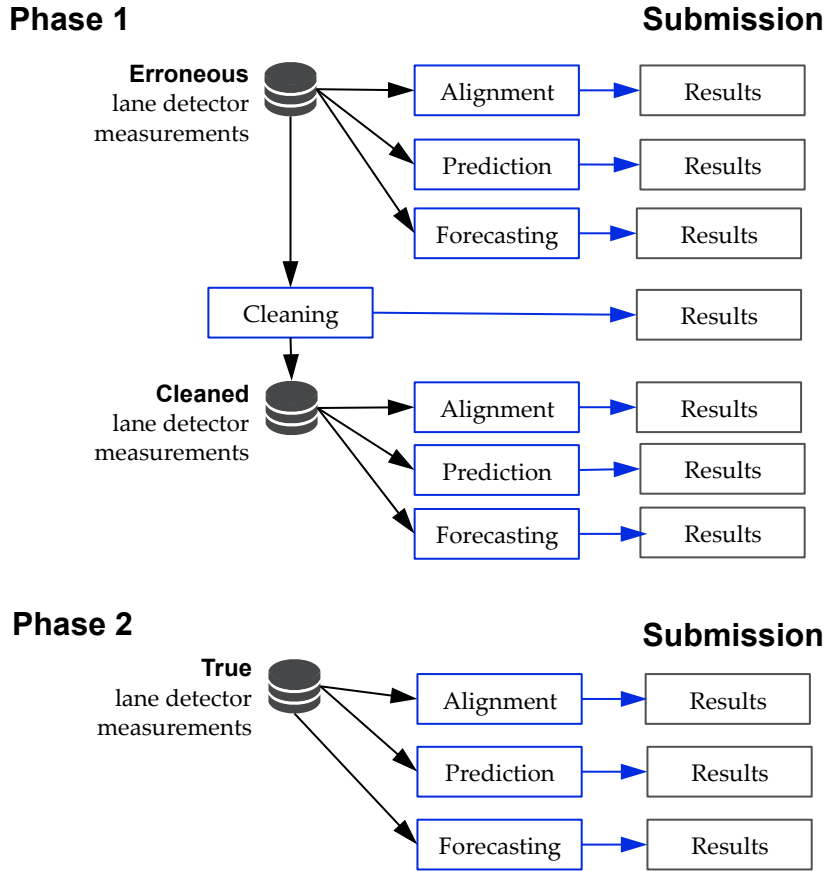 Phase 1
Submission
Erroneous
lane detector
measurements
Alignment
Results
Prediction
Results
Forecasting
Results
Cleaning
Results
Cleaned
lane detector
measurements
Alignment
Results
Prediction
Results
Forecasting
Results
Phase 2
Submission
True
lane detector
measurements
Alignment
Results
Prediction
Results
Forecasting
Results